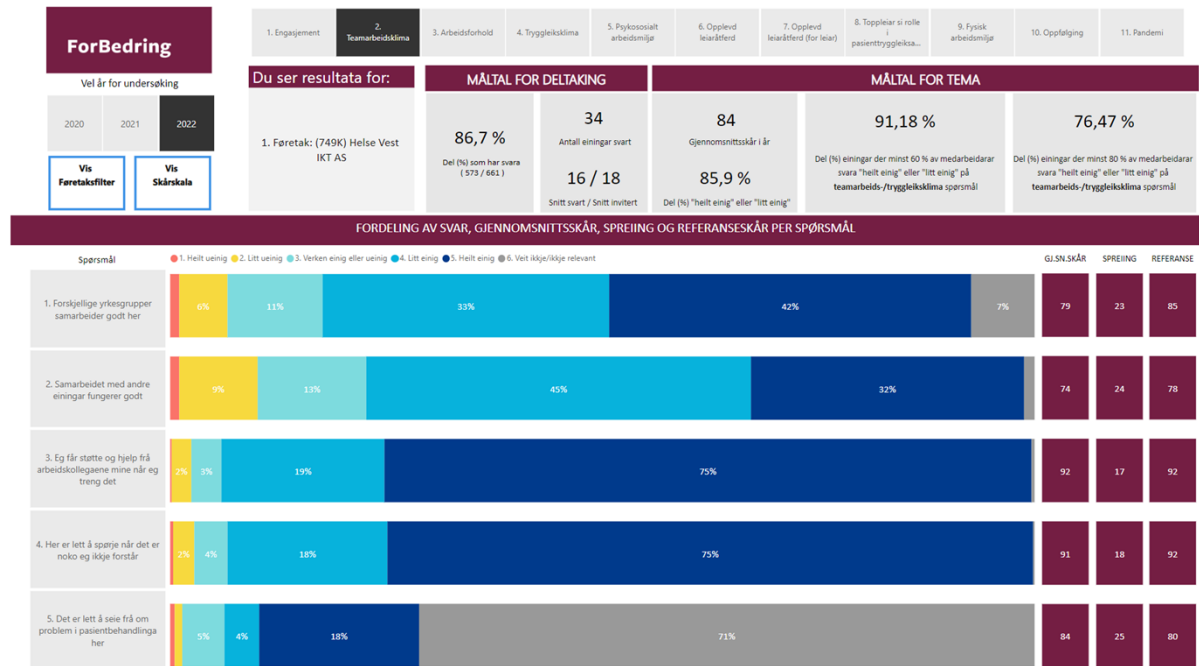 ForBedring
Vel år for undersøking
2020
2021
2022
Vis
Føretaksfilter
Vis
Skårskala
1. Engasjement
2.
Teamarbeidsklima
3. Arbeidsforhold
4. Tryggleiksklima
5. Psykososialt
arbeidsmiljø
6. Opplevd
leiaråtferd
7. Opplevd
leiaråtferd (for leiar)
8. Toppleiar si rolle
i
pasienttryggleiksa...
9. Fysisk
arbeidsmiljø
10. Oppfølging
11. Pandemi
Du ser resultata for:
1. Føretak: (749K) Helse Vest
IKT AS
MÅLTAL FOR DELTAKING
86,7 %
Del (%) som har svara
( 573 / 661 )
34
Antall einingar svart
16 / 18
Snitt svart / Snitt invitert
MÅLTAL FOR TEMA
84
Gjennomsnittsskår i år
85,9 %
Del (%) "heilt einig" eller "litt einig"
91,18 %
Del (%) einingar der minst 60 % av medarbeidarar
svara "heilt einig" eller "litt einig" på
teamarbeids-/tryggleiksklima spørsmål
76,47 %
Del (%) einingar der minst 80 % av medarbeidarar
svara "heilt einig" eller "litt einig" på
teamarbeids-/tryggleiksklima spørsmål
FORDELING AV SVAR, GJENNOMSNITTSSKÅR, SPREIING OG REFERANSESKÅR PER SPØRSMÅL
Spørsmål
1. Heilt ueinig 2. Litt ueinig 3. Verken einig eller ueinig 4. Litt einig 5. Heilt einig 6. Veit ikkje/ikkje relevant
GJ.SN.SKÅR SPREIING REFERANSE
1. Forskjellige yrkesgrupper
samarbeider godt her
6% 11% 33% 42% 7%
79 23 85
2. Samarbeidet med andre
einingar fungerer godt
9% 13% 45% 32%
74 24 78
3. Eg får støtte og hjelp frå
arbeidskollegaene mine når eg
treng det
2% 3% 19% 75%
92 17 92
4. Her er lett å spørje når det er
noko eg ikkje forstår
2% 4% 18% 75%
91 18 92
5. Det er lett å seie frå om
problem i pasientbehandlinga
her
5% 4% 18% 71%
84 25 80